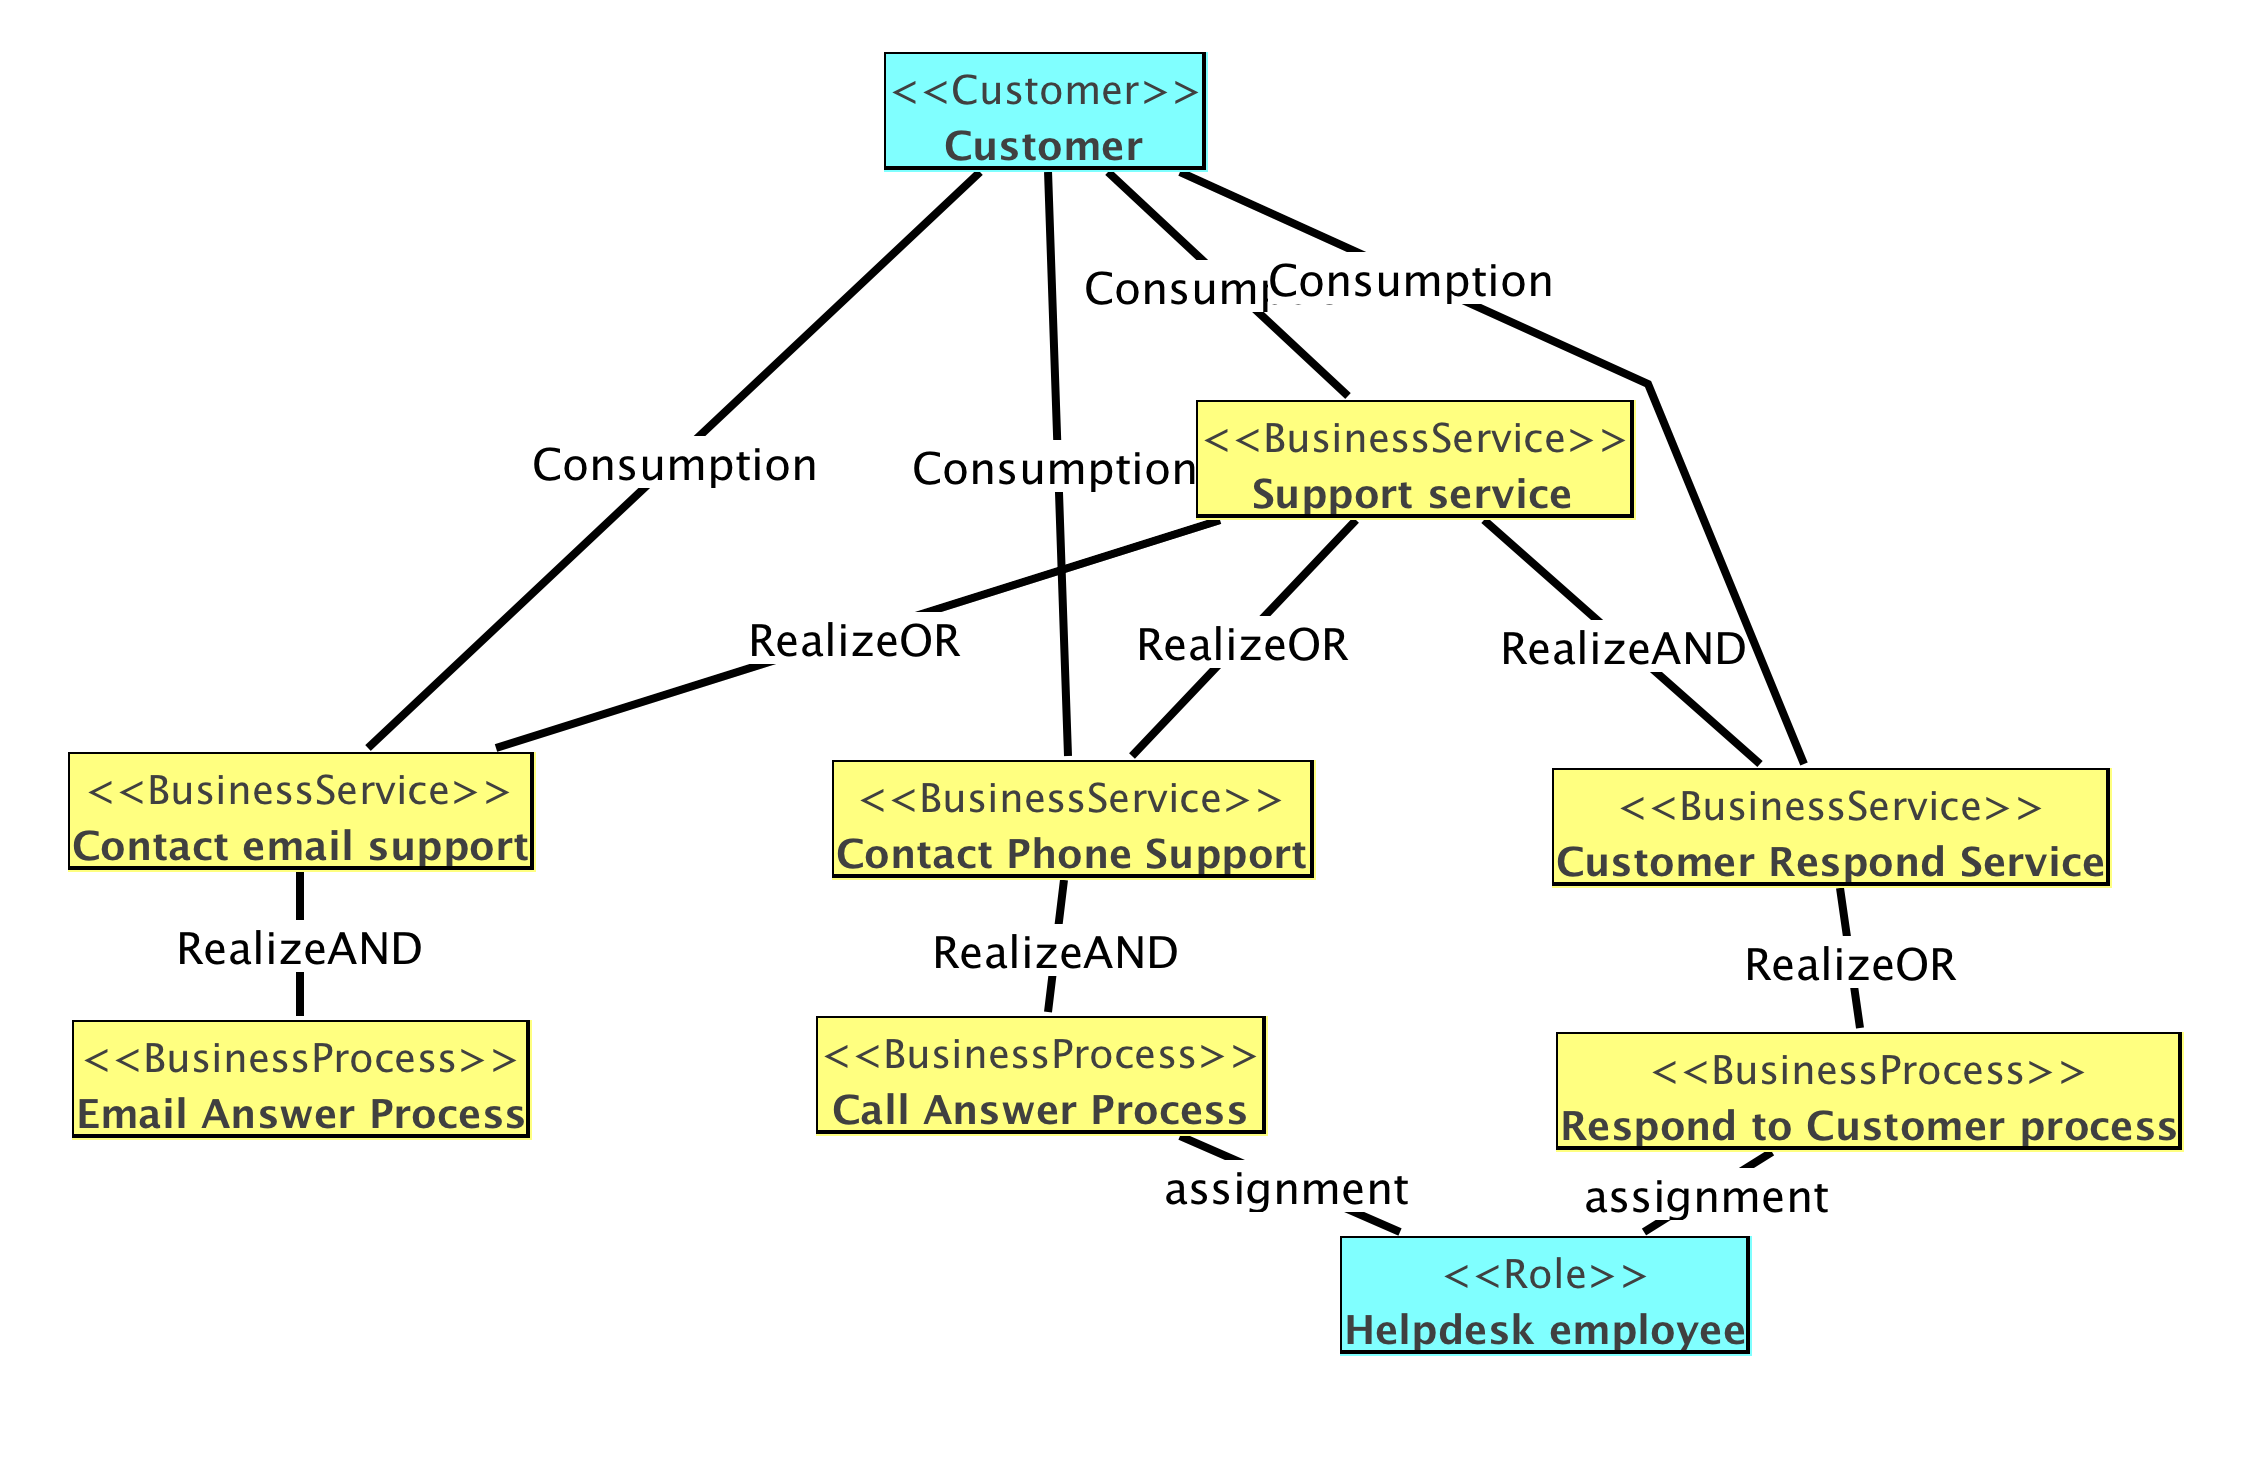 <<Customer>>
Customer
Consump
Consumption
Consumption
Consumption
<<BusinessService>>
Support service
RealizeOR
RealizeOR
RealizeAND
<<BusinessService>>
Contact email support
<<BusinessService>>
Contact Phone Support
<<BusinessService>>
Customer Respond Service
RealizeAND
RealizeAND
RealizeOR
<<BusinessProcess>>
Email Answer Process
<<BusinessProcess>>
Call Answer Process
<<BusinessProcess>>
Respond to Customer process
assignment
assignment
<<Role>>
Helpdesk employee